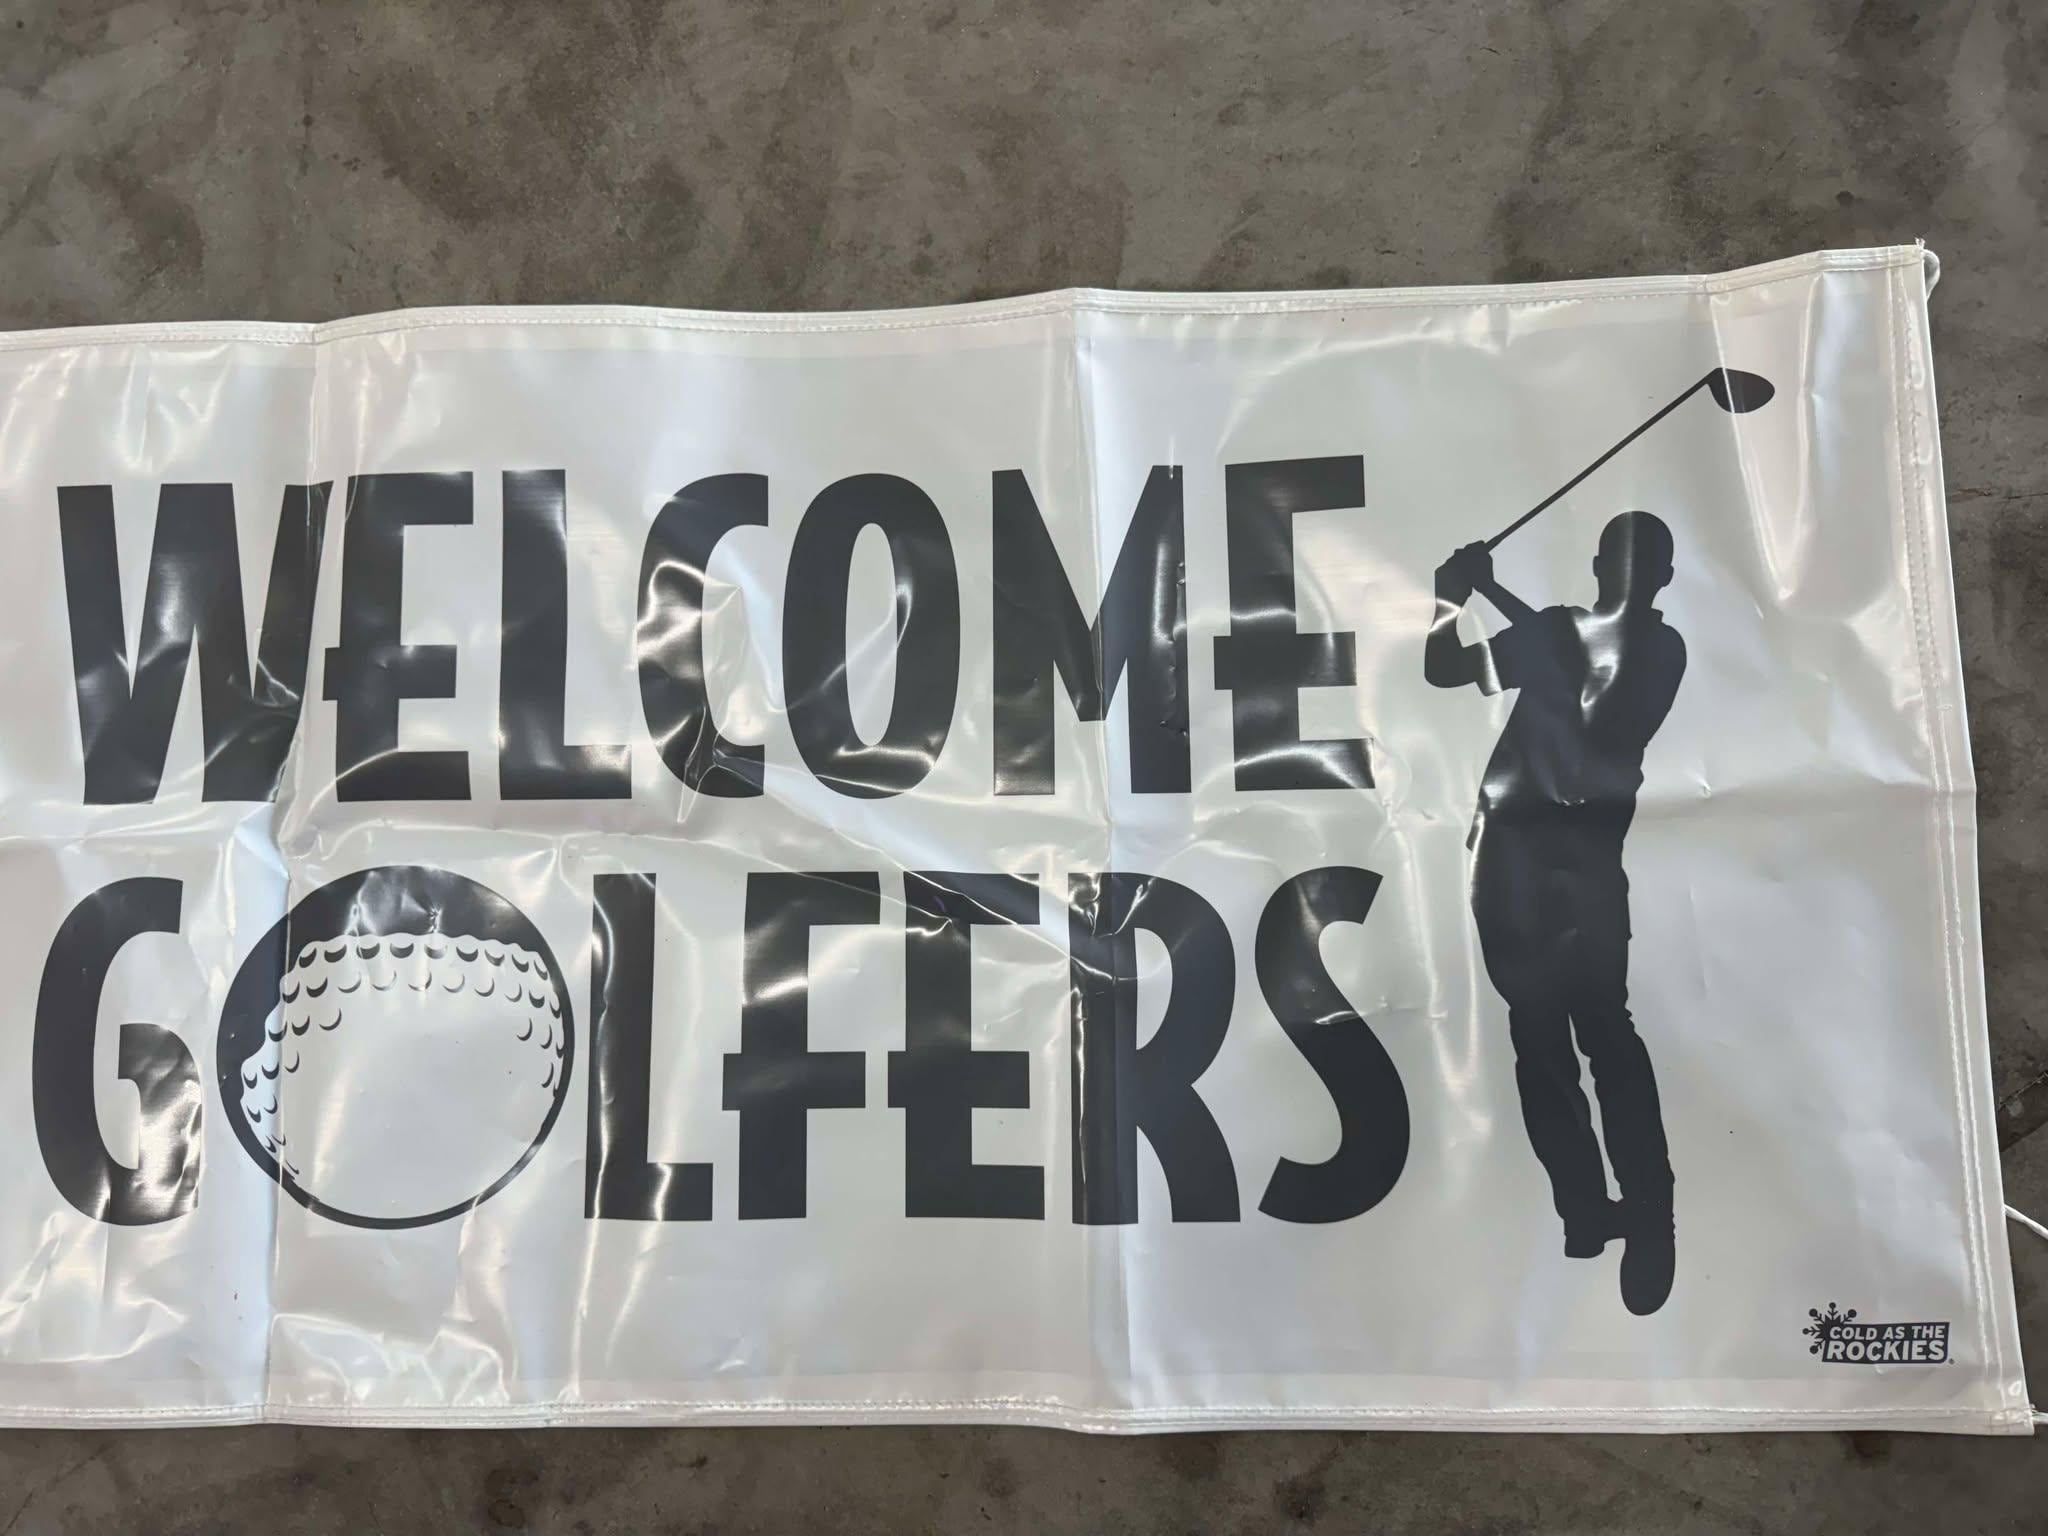 WELCOME
GOLFERS
COLD AS THE
ROCKIES®